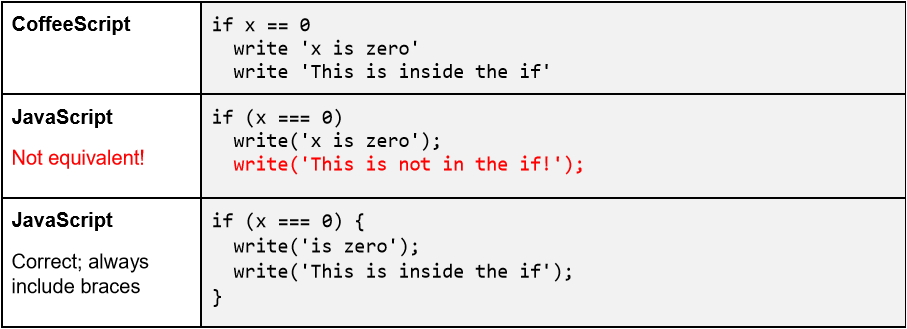 CoffeeScript
if x == 0
  write 'x is zero'
  write 'This is inside the if'
JavaScript
Not equivalent!
if (x === 0)
  write('x is zero');
  write('This is not in the if!');
JavaScript
Correct; always
include braces
if (x === 0) {
  write('is zero');
  write('This is inside the if');
}